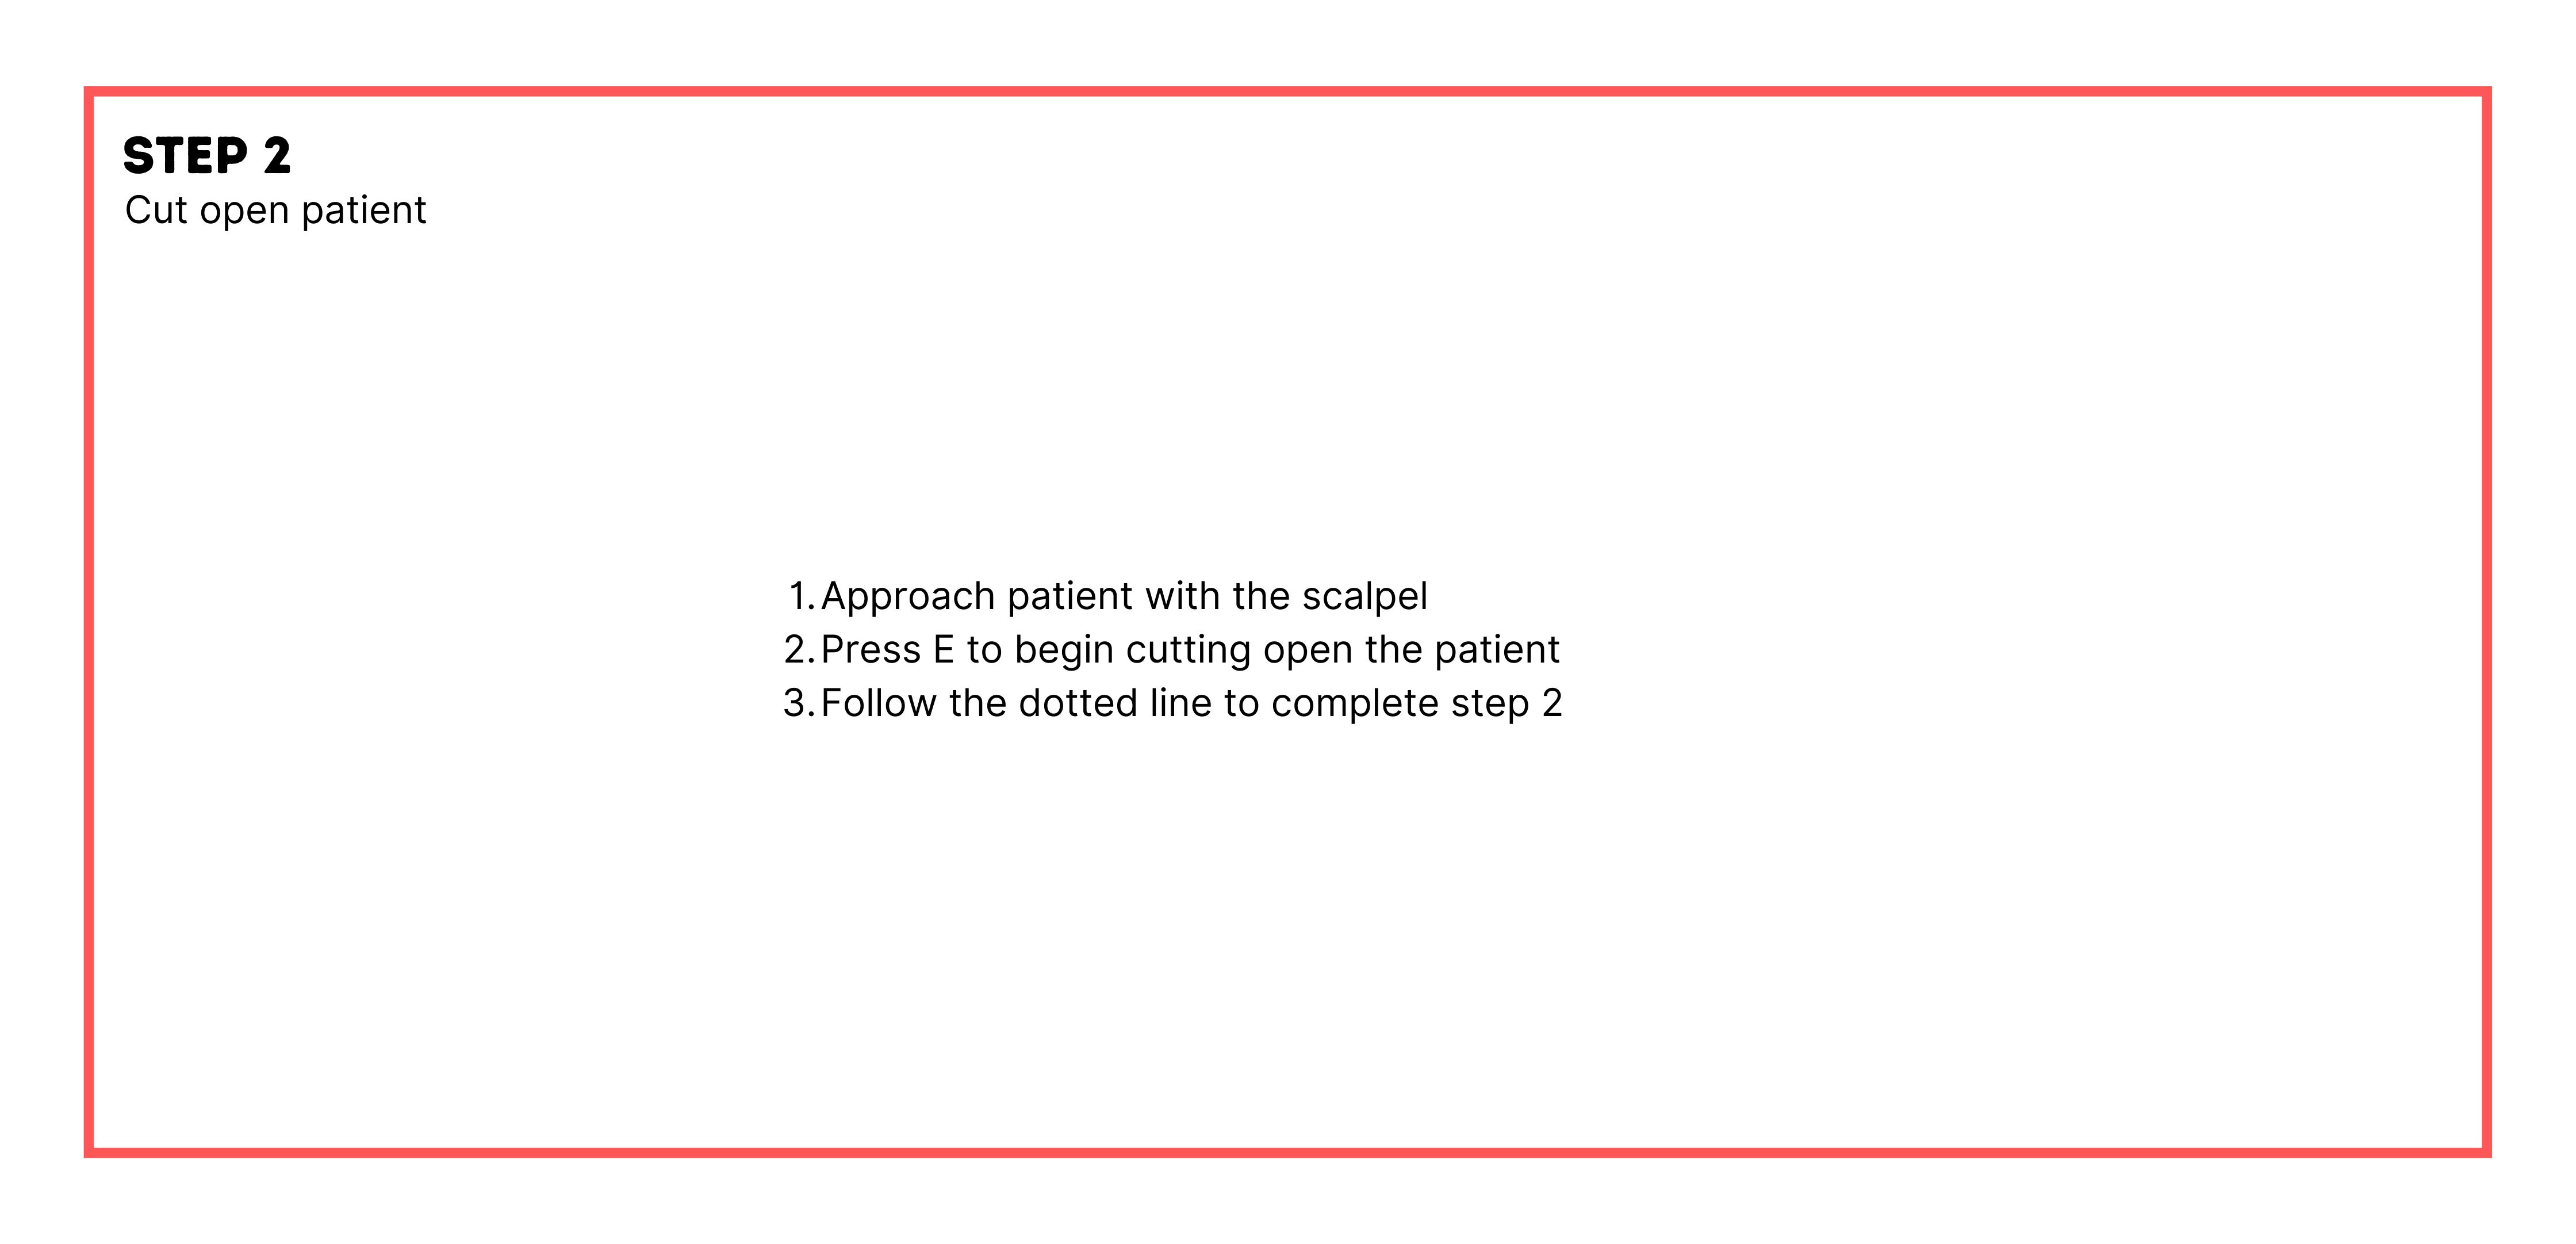 STEP 2
Cut open patient
1. Approach patient with the scalpel
2. Press E to begin cutting open the patient
3. Follow the dotted line to complete step 2